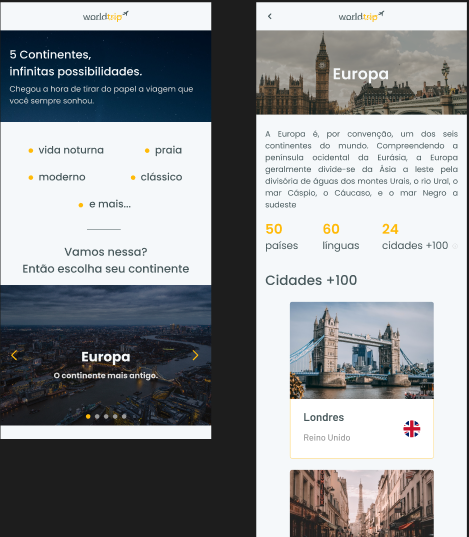 worldtrip
5 Continentes,
infinitas possibilidades.
Chegou a hora de tirar do papel a viagem que
você sempre sonhou.
vida noturna
praia
moderno
clássico
e mais...
Vamos nessa?
Então escolha seu continente
Europa
O continente mais antigo.
worldtrip
Europa
A Europa é, por convenção, um dos seis
continentes do mundo. Compreendendo a
península ocidental da Eurásia, a Europa
geralmente divide-se da Ásia a leste pela
divisória de águas dos montes Urais, o rio Ural, o
mar Cáspio, o Cáucaso, e o mar Negro a
sudeste
50
países
60
línguas
24
cidades +100
Cidades +100
Londres
Reino Unido